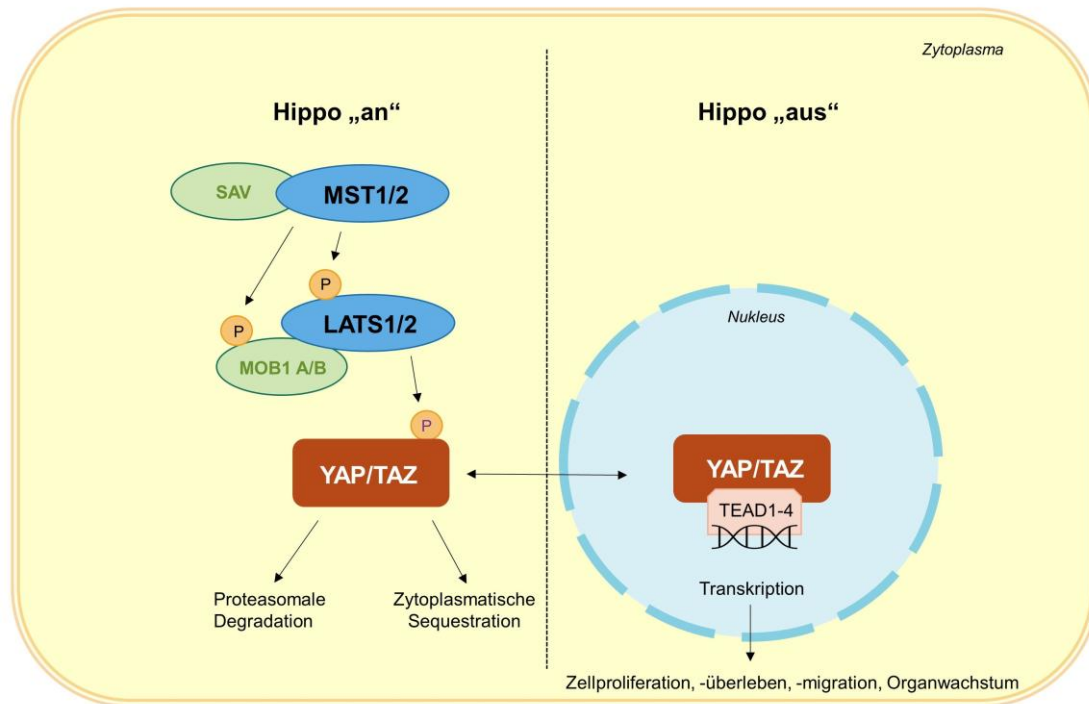 Zytoplasma
Hippo „an“
Hippo „aus“
SAV
MST1/2
P
LATS1/2
P
MOB1 A/B
P
YAP/TAZ
Proteasomale
Degradation
Zytoplasmatische
Sequestration
Nukleus
YAP/TAZ
TEAD1-4
Transkription
Zellproliferation, -überleben, -migration, Organwachstum